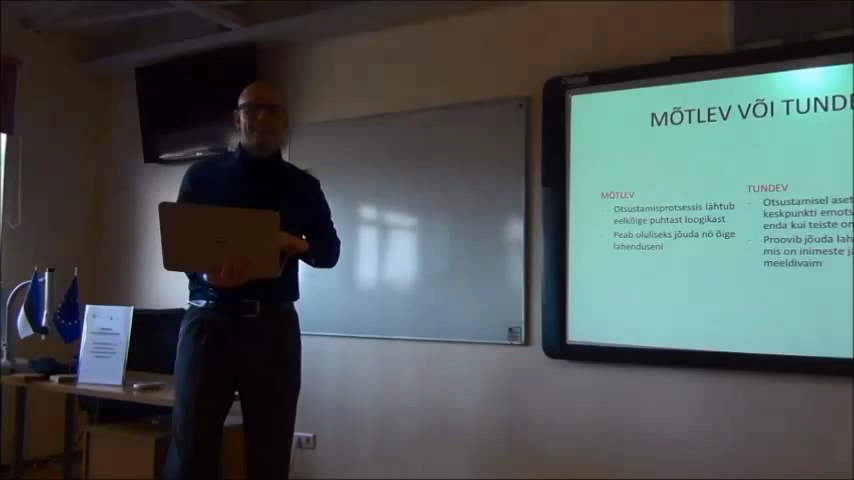 MÕTLEV VÕI TUNDE
MÕTLEV
Otsustamisprotsessis lähtub
eelkõige puhtast loogikast
Peab oluliseks jõuda nö õige
lahenduseni
TUNDEV
Otsustamisel aset
keskpunkti emots
enda kui teiste om
Proovib jõuda lah
mis on inimeste ja
meeldivaim